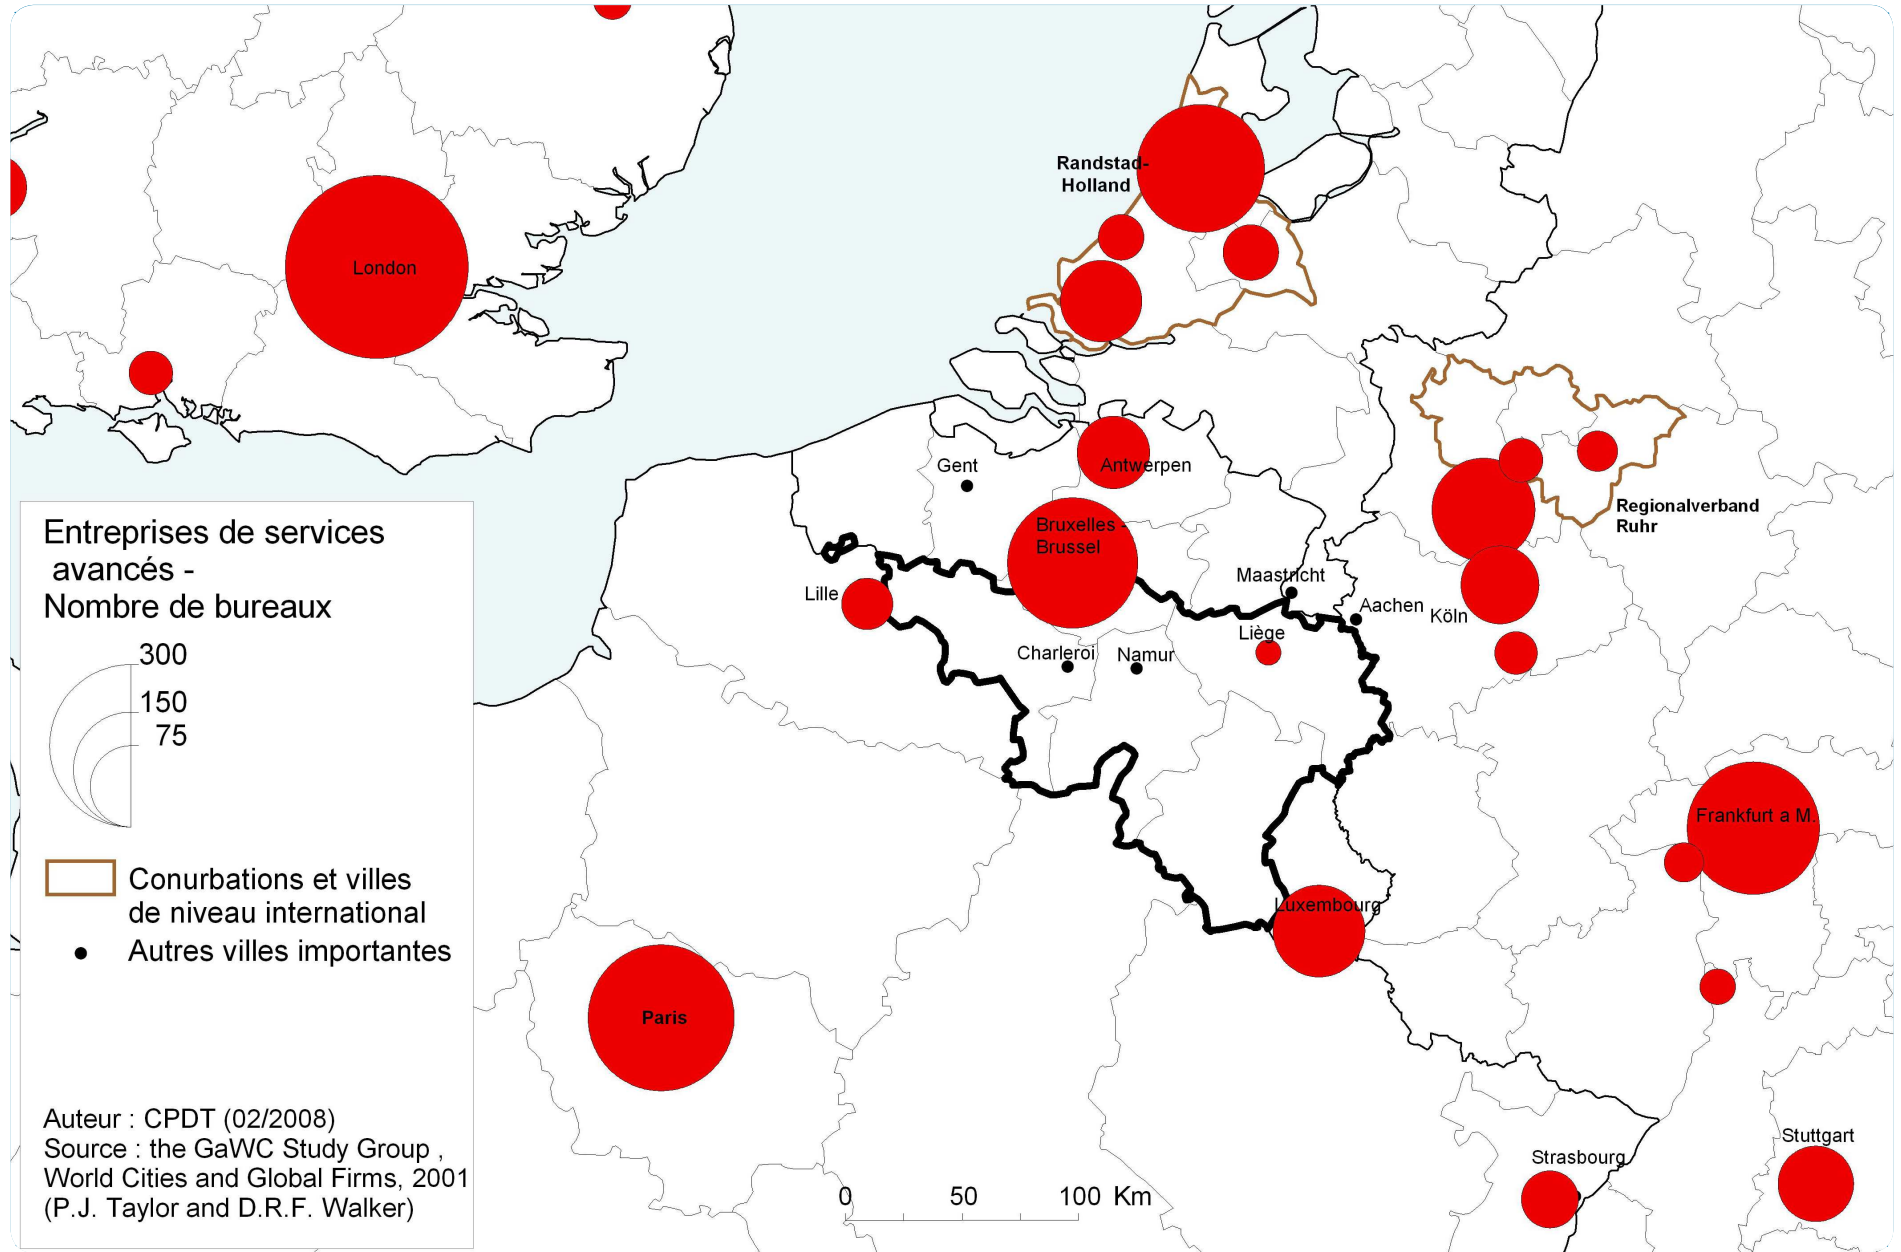 Randstad-
Holland
London
Gent
Antwerpen
Bruxelles -
Brussel
Regionalverband
Ruhr
Maastricht
Lille
Aachen
Köln
Liège
Charleroi
Namur
Frankfurt a M.
Luxembourg
Paris
Stuttgart
Strasbourg
Entreprises de services
avancés -
Nombre de bureaux
300
150
75
Conurbations et villes
de niveau international
Autres villes importantes
Auteur : CPDT (02/2008)
Source : the GaWC Study Group ,
World Cities and Global Firms, 2001
(P.J. Taylor and D.R.F. Walker)
0 50 100 Km